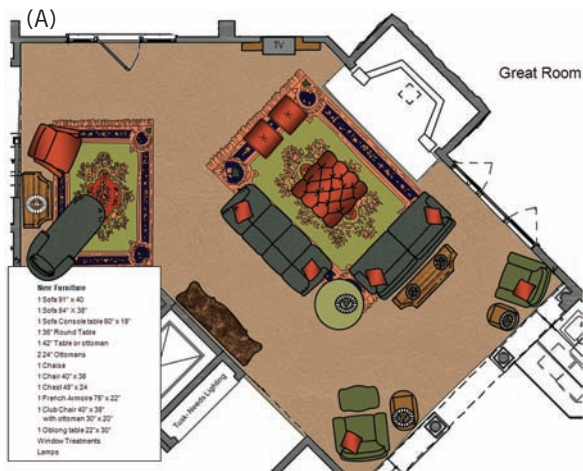 (A)
TV
Great Room
New Furniture
1 Sofa 91" x 40
1 Sofa 84" X 38"
1 Sofa Console table 60" x 18"
1 36" Round Table
1 42" Table or ottoman
2 24" Ottomans
1 Chaise
1 Chair 40" x 38
1 Chest 48" x 24
1 French Armoire 76" x 22"
1 Club Chair 40" x 38"
with ottoman 30" x 20"
1 Oblong table 22" x 30"
Window Treatments
Lamps
Tusk- Needs Lighting